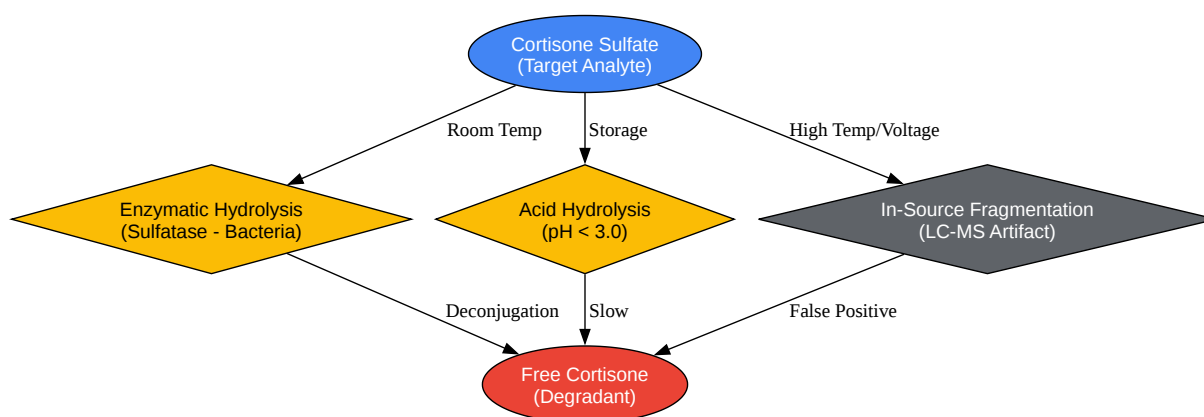 Cortisone Sulfate
(Target Analyte)
Room Temp
Storage
High Temp/Voltage
Enzymatic Hydrolysis
(Sulfatase - Bacteria)
Acid Hydrolysis
(pH < 3.0)
In-Source Fragmentation
(LC-MS Artifact)
Deconjugation
Slow
False Positive
Free Cortisone
(Degradant)